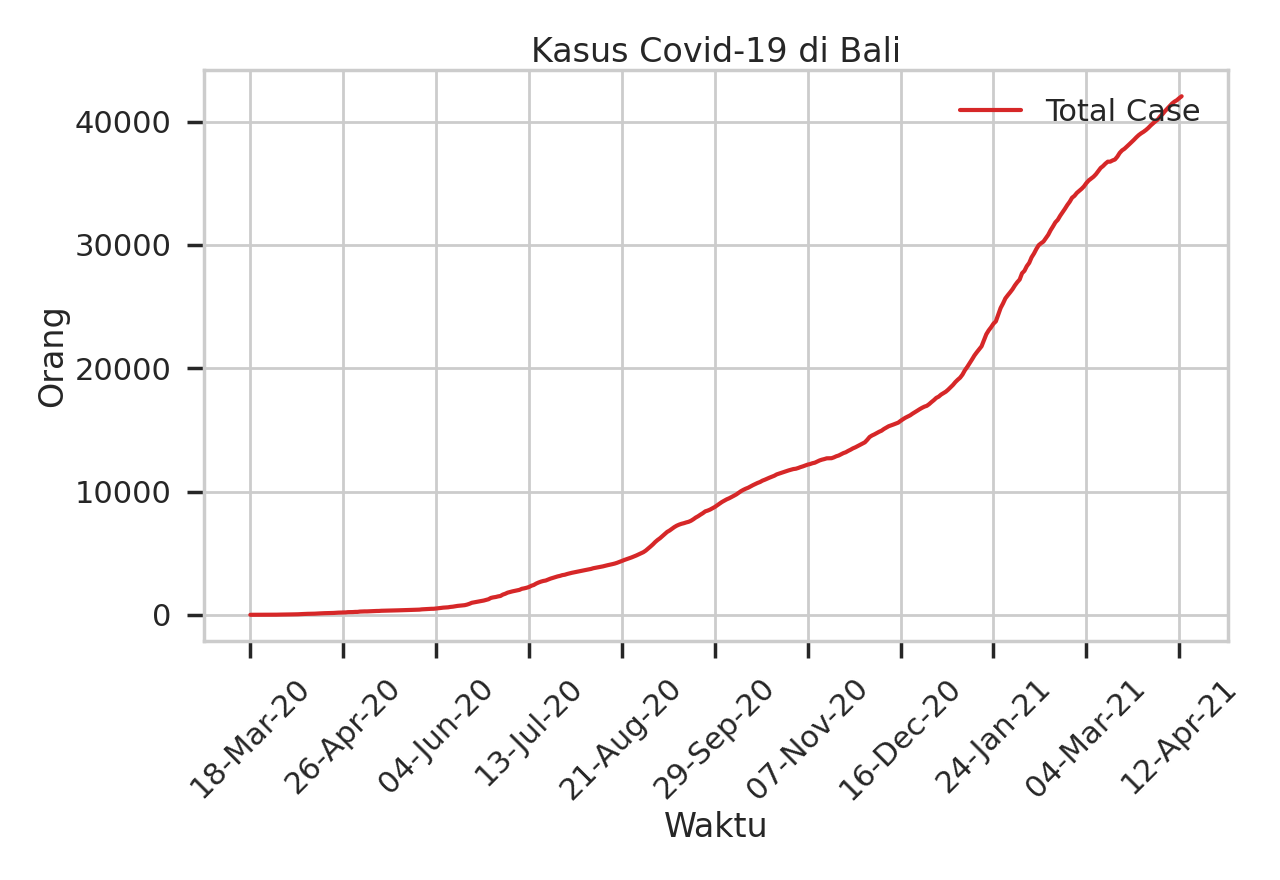 Kasus Covid-19 di Bali
Total Case
Orang
40000
30000
20000
10000
0
18-Mar-20
26-Apr-20
04-Jun-20
13-Jul-20
21-Aug-20
29-Sep-20
07-Nov-20
16-Dec-20
24-Jan-21
04-Mar-21
12-Apr-21
Waktu